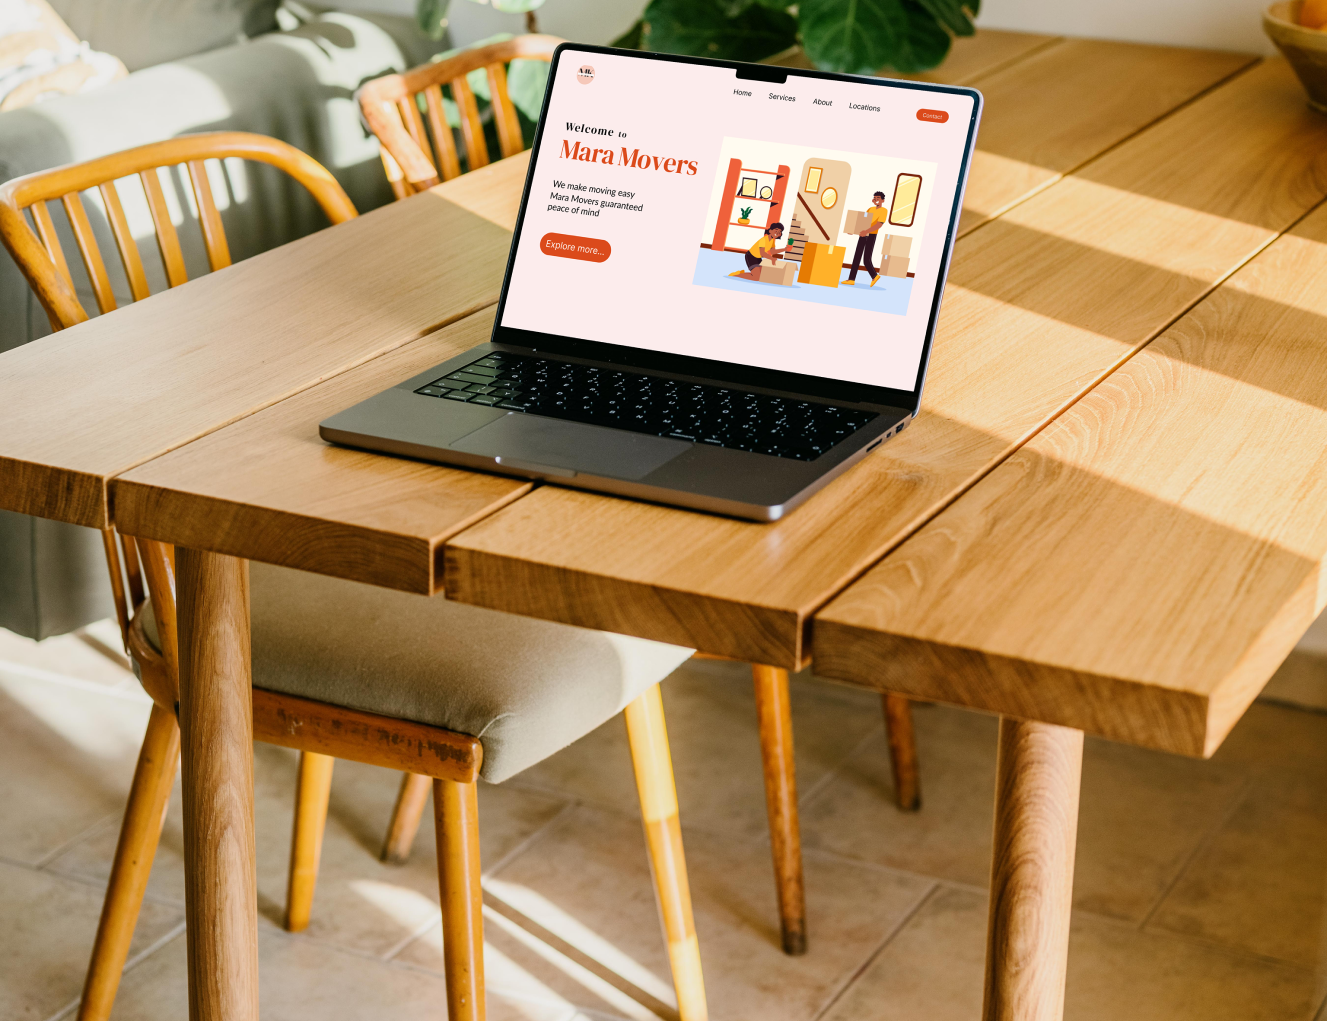 Home Services About Locations Contact
Welcome to
Mara Movers
We make moving easy
Mara Movers guaranteed
peace of mind
Explore more...